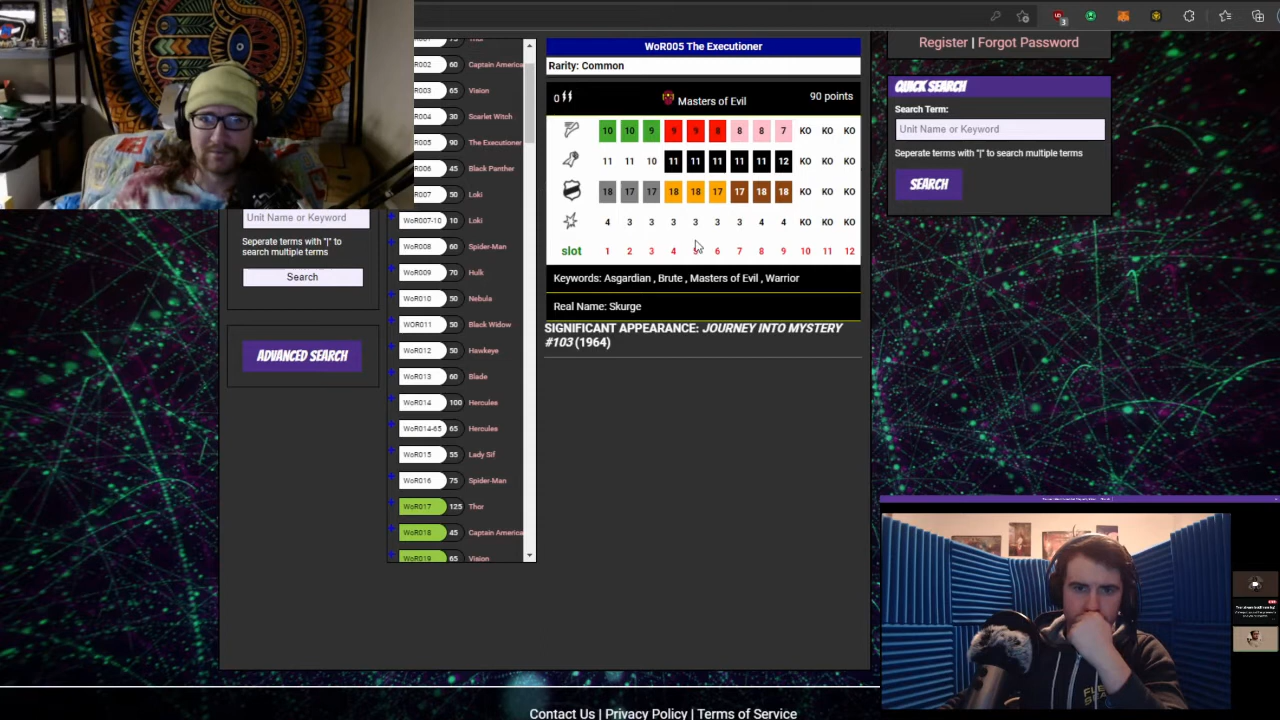 Register | Forgot Password
WoR005 The Executioner
Rarity: Common
0
Masters of Evil
90 points
10 10 9 9 9 8 8 8 7 KO KO KO
11 11 10 11 11 11 11 11 12 KO KO KO
18 17 17 18 18 17 17 18 18 KO KO KO
4 3 3 3 3 3 3 4 4 KO KO KO
slot 1 2 3 4 5 6 7 8 9 10 11 12
Keywords: Asgardian , Brute , Masters of Evil , Warrior
Real Name: Skurge
SIGNIFICANT APPEARANCE: JOURNEY INTO MYSTERY
#103 (1964)
R002 60 Captain America
R003 65 Vision
R004 30 Scarlet Witch
R005 90 The Executioner
R006 45 Black Panther
R007 50 Loki
WoR007-10 10 Loki
WoR008 60 Spider-Man
WoR009 70 Hulk
WoR010 50 Nebula
WOR011 50 Black Widow
WoR012 50 Hawkeye
WoR013 60 Blade
WoR014 100 Hercules
WoR014-65 65 Hercules
WoR015 55 Lady Sif
WoR016 75 Spider-Man
WoR017 125 Thor
WoR018 45 Captain America
WoR019 65 Vision
Unit Name or Keyword
Seperate terms with "|" to
search multiple terms
Search
ADVANCED SEARCH
QUICK SEARCH
Search Term:
Unit Name or Keyword
Seperate terms with "|" to search multiple terms
SEARCH
Contact Us | Privacy Policy | Terms of Service